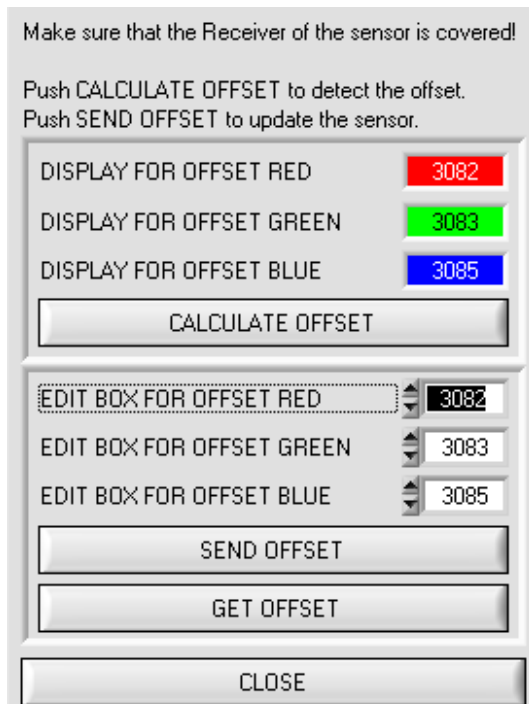 Make sure that the Receiver of the sensor is covered!
Push CALCULATE OFFSET to detect the offset.
Push SEND OFFSET to update the sensor.
DISPLAY FOR OFFSET RED 3082
DISPLAY FOR OFFSET GREEN 3083
DISPLAY FOR OFFSET BLUE 3085
CALCULATE OFFSET
EDIT BOX FOR OFFSET RED 3082
EDIT BOX FOR OFFSET GREEN 3083
EDIT BOX FOR OFFSET BLUE 3085
SEND OFFSET
GET OFFSET
CLOSE